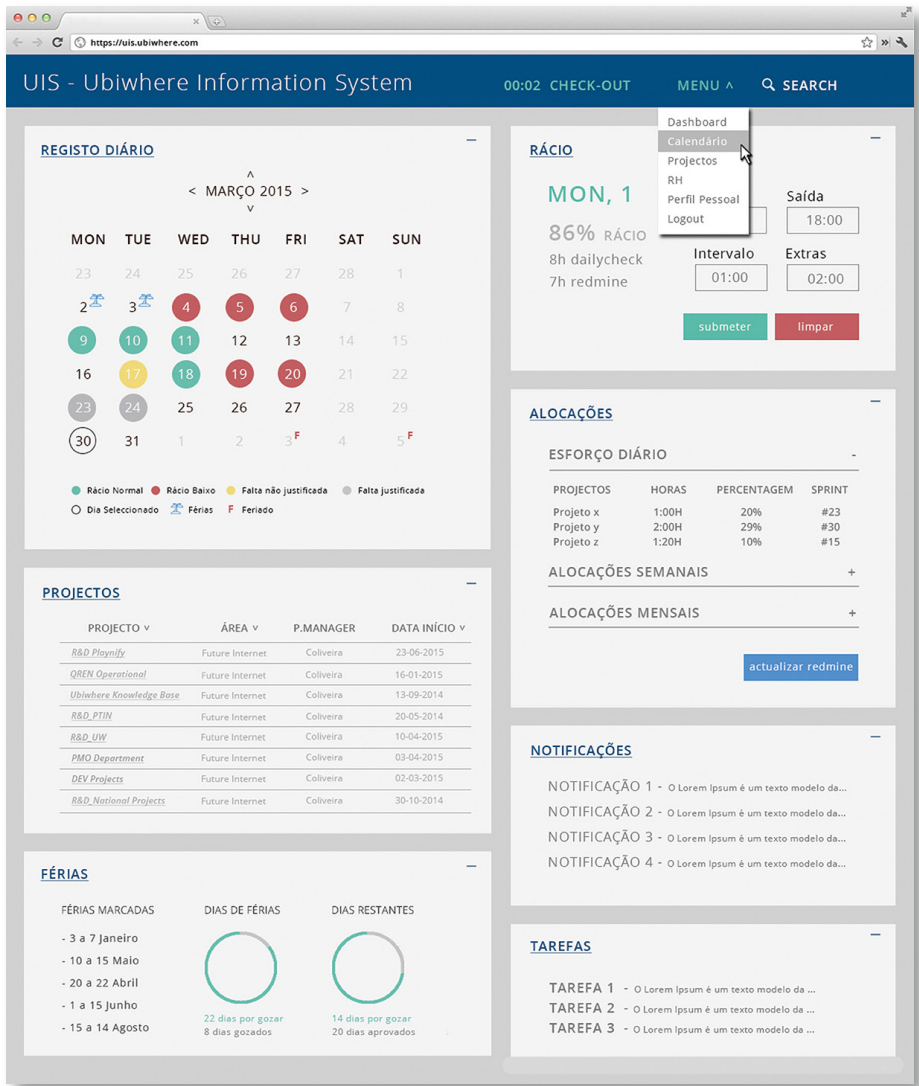 https://uis.ubiwhere.com
UIS - Ubiwhere Information System
00:02 CHECK-OUT
MENU ^
SEARCH
Dashboard
Calendário
Projectos
RH
Perfil Pessoal
Logout
REGISTO DIÁRIO
< MARÇO 2015 >
MON TUE WED THU FRI SAT SUN
23 24 25 26 27 28 1
2 3 4 5 6 7 8
9 10 11 12 13 14 15
16 17 18 19 20 21 22
23 24 25 26 27 28 29
30 31 1 2 3 F 4 5 F
Rácio Normal Rácio Baixo Falta não justificada Falta justificada
Dia Seleccionado Férias F Feriado
RÁCIO
MON, 1
86% RÁCIO
8h dailycheck
7h redmine
Saída
18:00
Intervalo Extras
01:00 02:00
submeter limpar
ALOCAÇÕES
ESFORÇO DIÁRIO -
PROJECTOS HORAS PERCENTAGEM SPRINT
Projeto x 1:00H 20% #23
Projeto y 2:00H 29% #30
Projeto z 1:20H 10% #15
ALOCAÇÕES SEMANAIS +
ALOCAÇÕES MENSAIS +
actualizar redmine
PROJECTOS
PROJECTO ˅ ÁREA ˅ P.MANAGER DATA INÍCIO ˅
R&D Playnify Future Internet Coliveira 23-06-2015
QREN Operational Future Internet Coliveira 16-01-2015
Ubiwhere Knowledge Base Future Internet Coliveira 13-09-2014
R&D_PTIN Future Internet Coliveira 20-05-2014
R&D_UW Future Internet Coliveira 10-04-2015
PMO Department Future Internet Coliveira 03-04-2015
DEV Projects Future Internet Coliveira 02-03-2015
R&D_National Projects Future Internet Coliveira 30-10-2014
NOTIFICAÇÕES
NOTIFICAÇÃO 1 - O Lorem Ipsum é um texto modelo da...
NOTIFICAÇÃO 2 - O Lorem Ipsum é um texto modelo da...
NOTIFICAÇÃO 3 - O Lorem Ipsum é um texto modelo da...
NOTIFICAÇÃO 4 - O Lorem Ipsum é um texto modelo da...
FÉRIAS
FÉRIAS MARCADAS
- 3 a 7 Janeiro
- 10 a 15 Maio
- 20 a 22 Abril
- 1 a 15 Junho
- 15 a 14 Agosto
DIAS DE FÉRIAS
22 dias por gozar
8 dias gozados
DIAS RESTANTES
14 dias por gozar
20 dias aprovados
TAREFAS
TAREFA 1 - O Lorem Ipsum é um texto modelo da ...
TAREFA 2 - O Lorem Ipsum é um texto modelo da ...
TAREFA 3 - O Lorem Ipsum é um texto modelo da ...